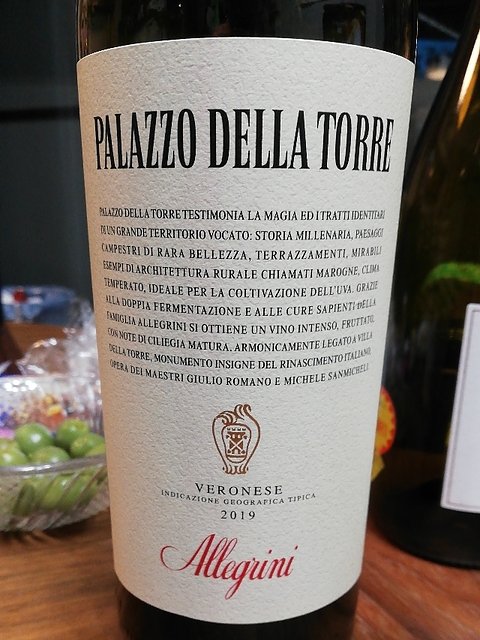 PALAZZO DELLA TORRE
PALAZZO DELLA TORRE TESTIMONIA LA MAGIA ED I TRATTI IDENTITARI
DI UN GRANDE TERRITORIO VOCATO: STORIA MILLENARIA, PAESAGGI
CAMPESTRI DI RARA BELLEZZA, TERRAZZAMENTI, MIRABILI
ESEMPI DI ARCHITETTURA RURALE CHIAMATI MAROGNE, CLIMA
TEMPERATO, IDEALE PER LA COLTIVAZIONE DELL'UVA. GRAZIE
ALLA DOPPIA FERMENTAZIONE E ALLE CURE SAPIENTI DELLA
FAMIGLIA ALLEGRINI SI OTTIENE UN VINO INTENSO, FRUTTATO,
CON NOTE DI CILIEGIA MATURA. ARMONICAMENTE LEGATO A VILLA
DELLA TORRE, MONUMENTO INSIGNE DEL RINASCIMENTO ITALIANO,
OPERA DEI MAESTRI GIULIO ROMANO E MICHELE SANMICHELI.
VERONESE
INDICAZIONE GEOGRAFICA TIPICA
2019
Allegrini